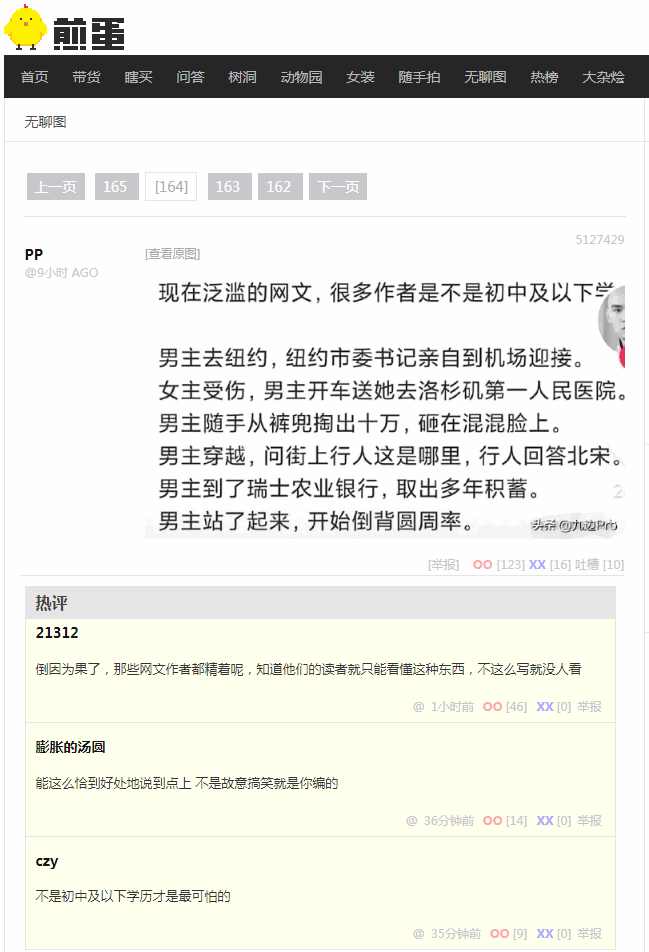 煎蛋
首页 带货 瞎买 问答 树洞 动物园 女装 随手拍 无聊图 热榜 大杂烩
无聊图
上一页 165 [164] 163 162 下一页
5127429
PP
@9小时 AGO
[查看原图]
现在泛滥的网文,很多作者是不是初中及以下学
男主去纽约,纽约市委书记亲自到机场迎接。
女主受伤,男主开车送她去洛杉矶第一人民医院。
男主随手从裤兜掏出十万,砸在混混脸上。
男主穿越,问街上行人这是哪里,行人回答北宋。
男主到了瑞士农业银行,取出多年积蓄。
男主站了起来,开始倒背圆周率。
头条 @九边Pro
[举报] OO [123] XX [16] 吐槽 [10]
热评
21312
倒因为果了,那些网文作者都精着呢,知道他们的读者就只能看懂这种东西,不这么写就没人看
@ 1小时前 OO [46] XX [0] 举报
膨胀的汤圆
能这么恰到好处地说到点上 不是故意搞笑就是你编的
@ 36分钟前 OO [14] XX [0] 举报
czy
不是初中及以下学历才是最可怕的
@ 35分钟前 OO [9] XX [0] 举报